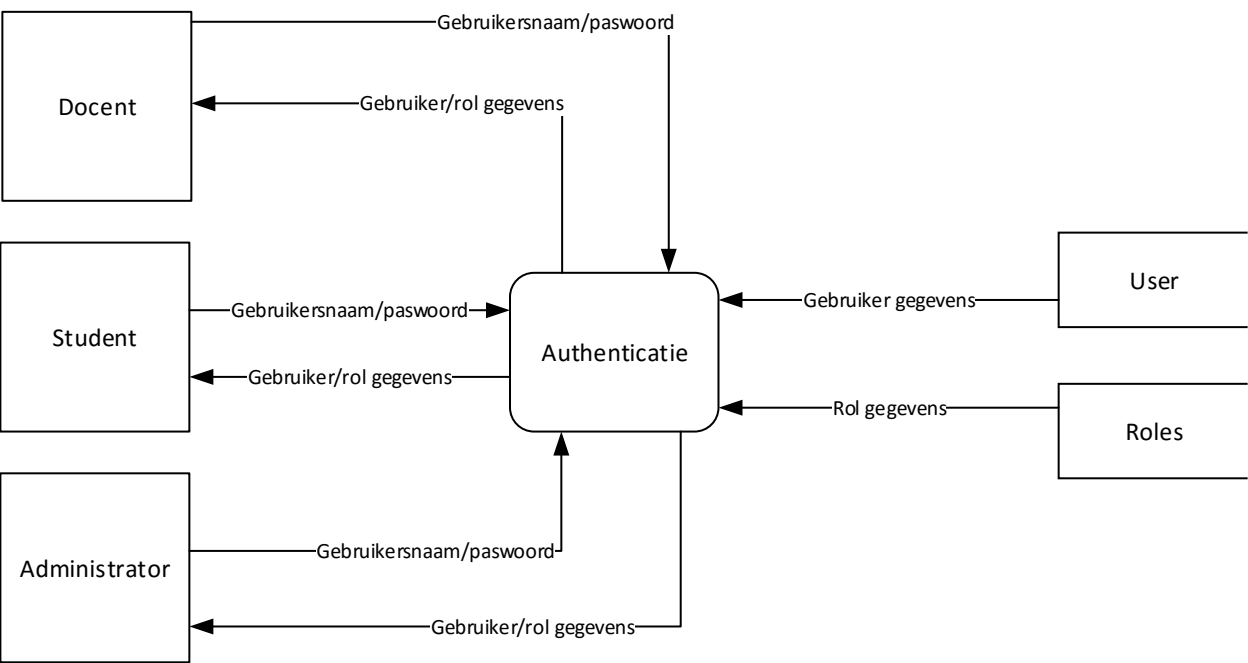 Gebruikersnaam/paswoord
Docent
Gebruiker/rol gegevens
User
Gebruikersnaam/paswoord
Gebruiker gegevens
Student
Authenticatie
Gebruiker/rol gegevens
Rol gegevens
Roles
Gebruikersnaam/paswoord
Administrator
Gebruiker/rol gegevens